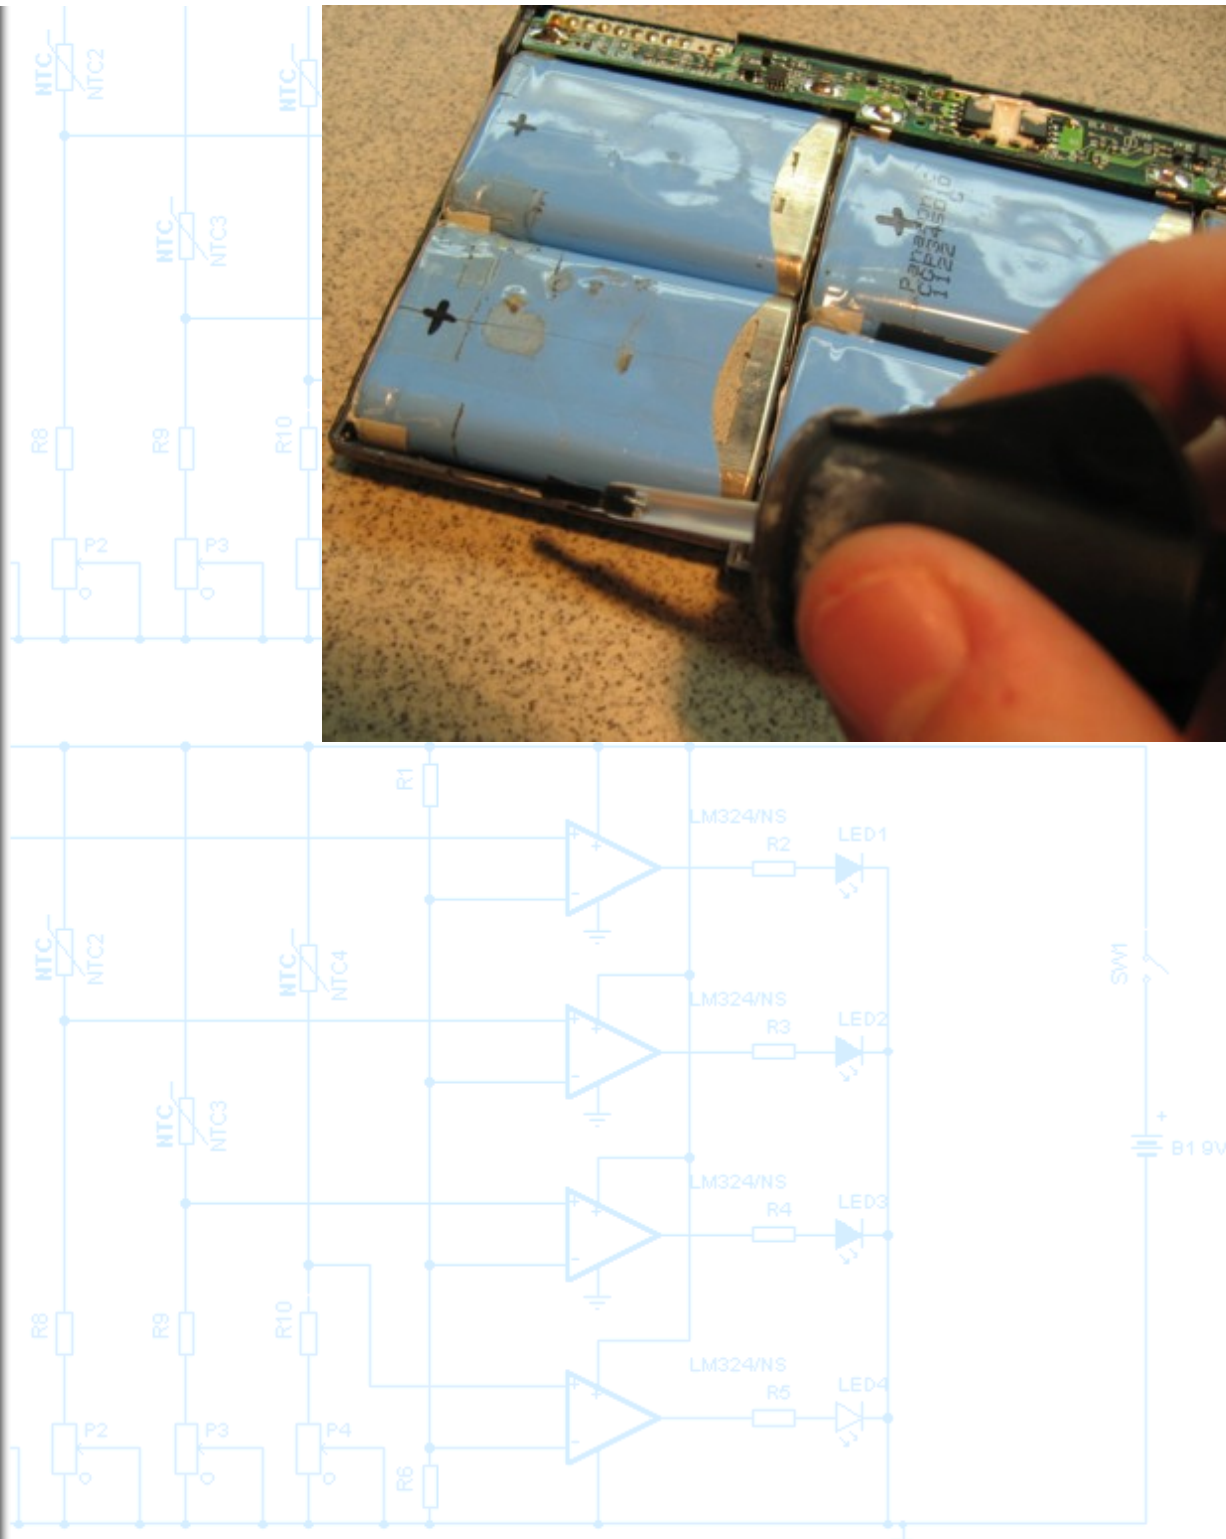 NTC
NTC2
NTC
NTC
NTC3
R8
R9
R10
P2
P3
+
+
+
Panasonic
R1
LM324/NS
R2
LED1
NTC
NTC2
NTC
NTC4
SW1
LM324/NS
R3
LED2
NTC
NTC3
+
B1 9V
LM324/NS
R4
LED3
R8
R9
R10
LM324/NS
R5
LED4
P2
P3
P4
R6